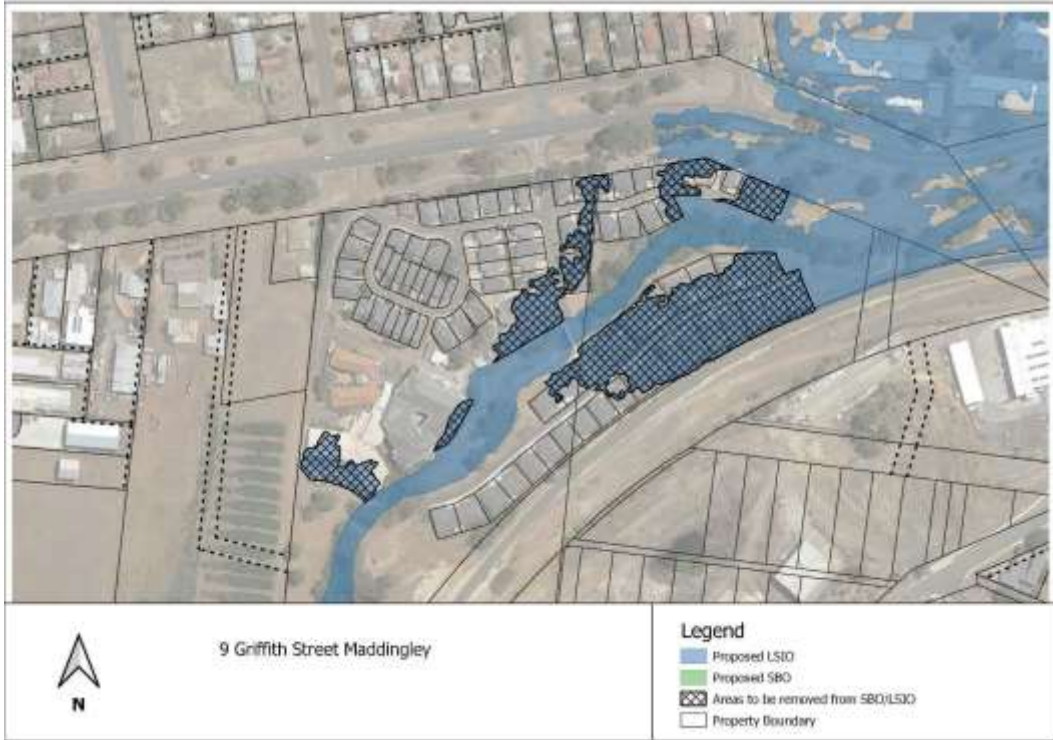 9 Griffith Street Maddingley
N
Legend
Proposed LSIO
Proposed SBO
Areas to be removed from SBO/LSIO
Property Boundary